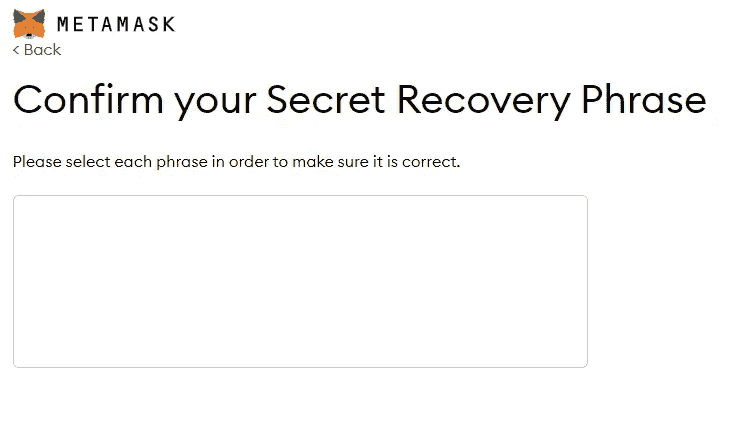 METAMASK
< Back
Confirm your Secret Recovery Phrase
Please select each phrase in order to make sure it is correct.